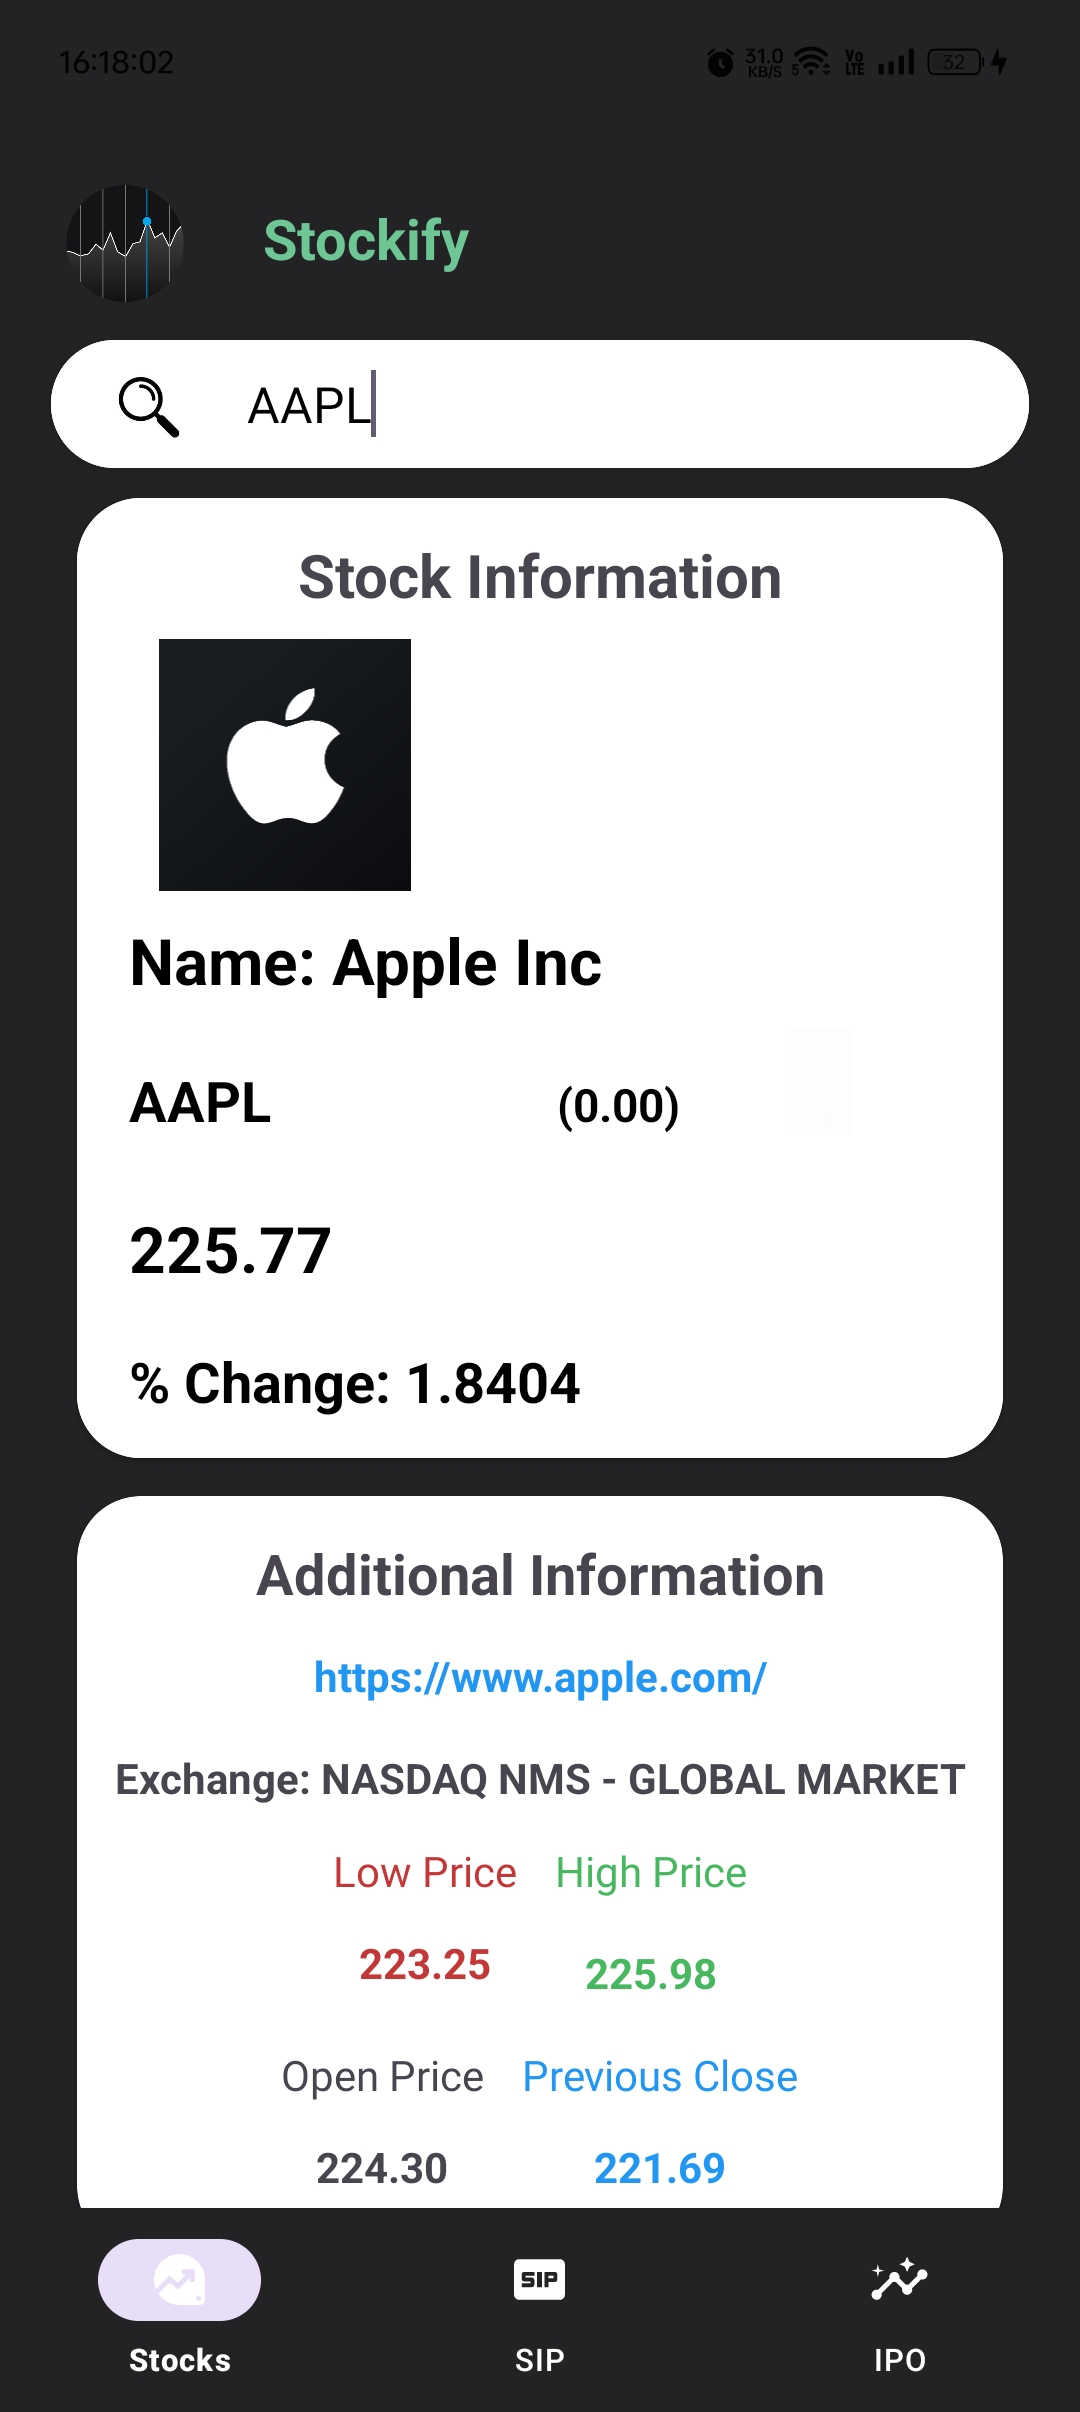 16:18:02 31.0 KB/S 5 Vo LTE 32
Stockify
AAPL
Stock Information
Name: Apple Inc
AAPL (0.00)
225.77
% Change: 1.8404
Additional Information
https://www.apple.com/
Exchange: NASDAQ NMS - GLOBAL MARKET
Low Price High Price
223.25 225.98
Open Price Previous Close
224.30 221.69
SIP
Stocks SIP IPO